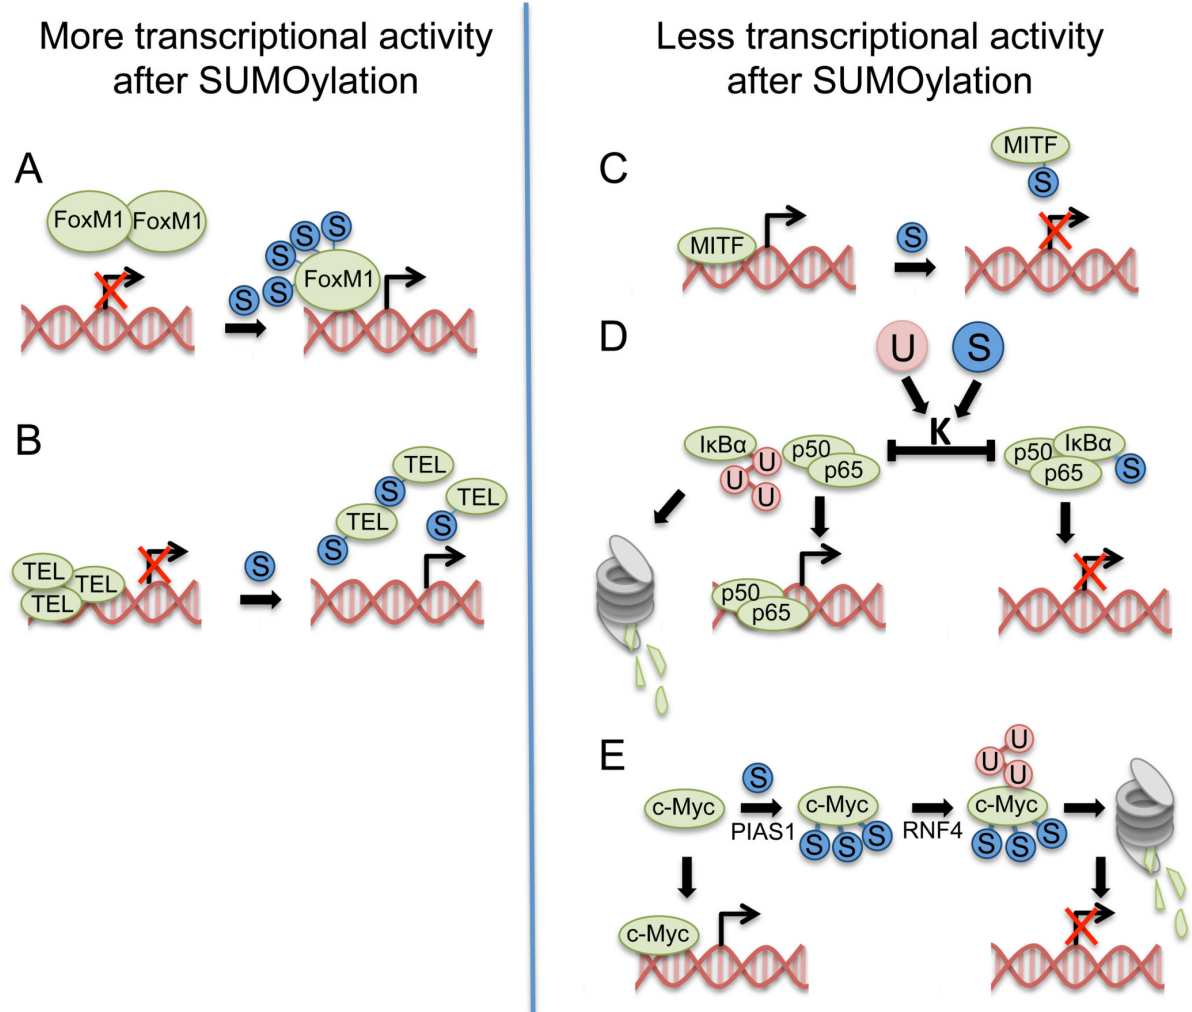 More transcriptional activity
after SUMOylation
Less transcriptional activity
after SUMOylation
A
FoxM1 FoxM1
S
S
S
S
S
FoxM1
B
TEL
TEL
TEL
S
TEL
S
TEL
S
TEL
S
C
MITF
S
MITF
S
D
U
S
K
IκBα
U
U
U
p50
p65
p50
IκBα
p65
S
p50
p65
E
c-Myc
S
PIAS1
c-Myc
S
S
S
RNF4
U
U
U
c-Myc
S
S
S
c-Myc